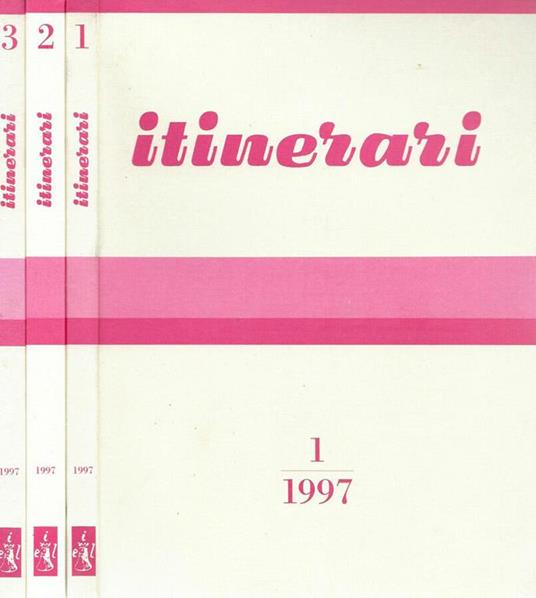 3
itinerari
1997
i
e l
2
itinerari
1997
i
e l
1
itinerari
1997
i
e l
itinerari
1
1997